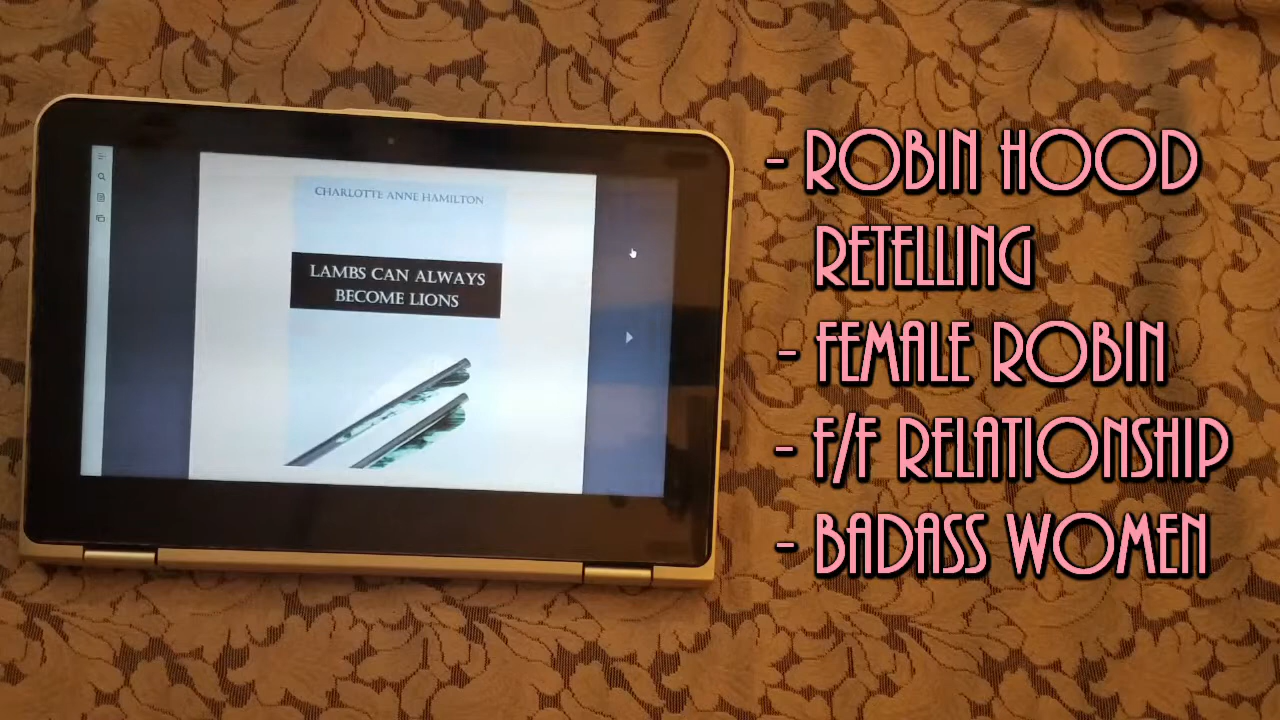 CHARLOTTE ANNE HAMILTON
LAMBS CAN ALWAYS
BECOME LIONS
- ROBIN HOOD
RETELLING
- FEMALE ROBIN
- F/F RELATIONSHIP
- BADASS WOMEN